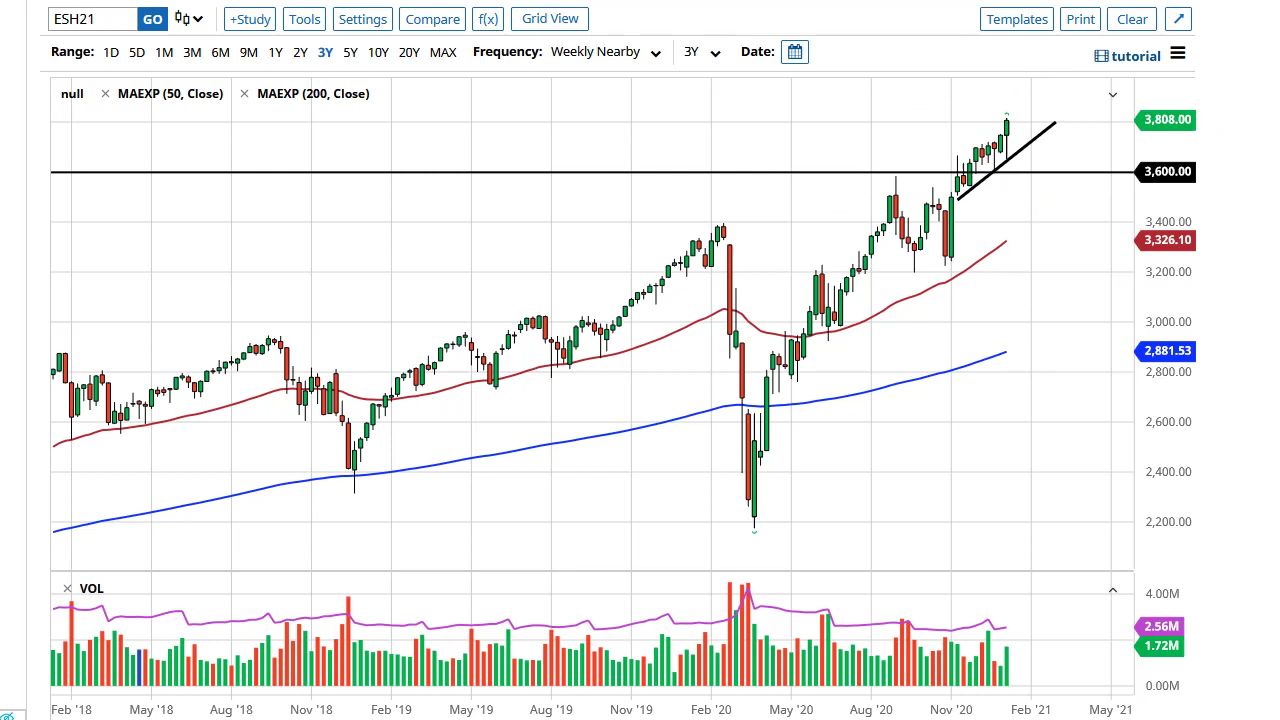 ESH21 GO +Study Tools Settings Compare f(x) Grid View Templates Print Clear
Range: 1D 5D 1M 3M 6M 9M 1Y 2Y 3Y 5Y 10Y 20Y MAX Frequency: Weekly Nearby 3Y Date: tutorial
null × MAEXP (50, Close) × MAEXP (200, Close)
3,808.00
3,600.00
3,400.00
3,326.10
3,200.00
3,000.00
2,881.53
2,800.00
2,600.00
2,400.00
2,200.00
× VOL
4.00M
2.56M
1.72M
0.00M
Feb '18 May '18 Aug '18 Nov '18 Feb '19 May '19 Aug '19 Nov '19 Feb '20 May '20 Aug '20 Nov '20 Feb '21 May '21